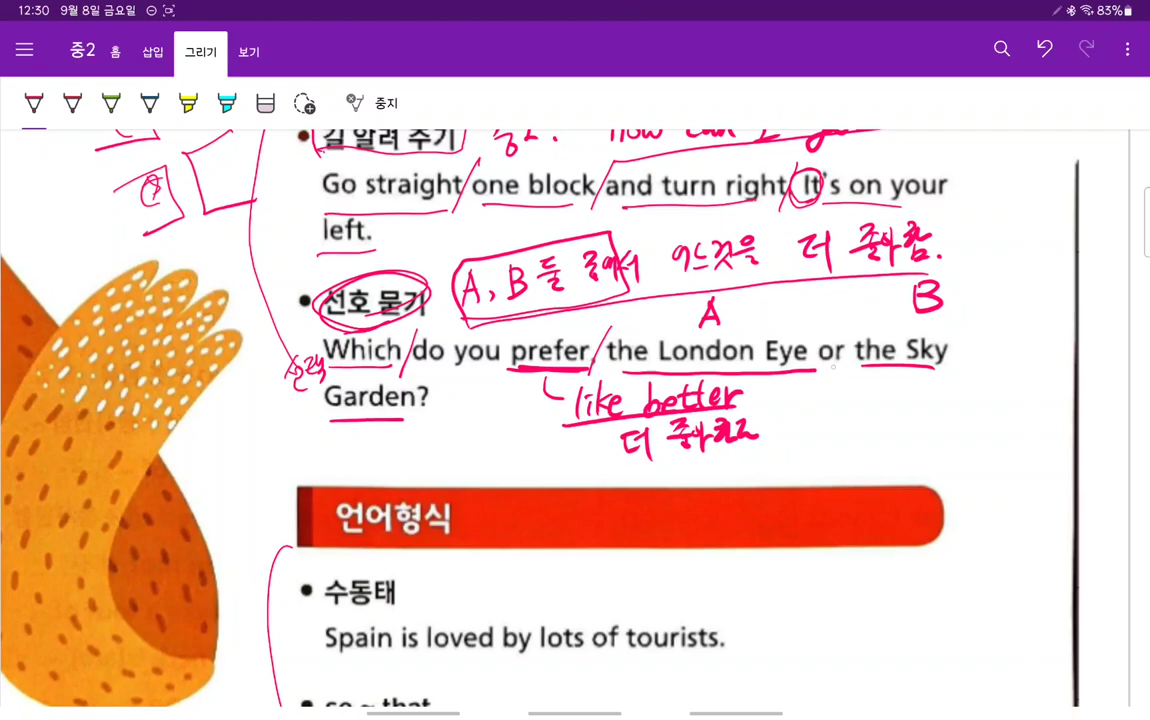 12:30 9월 8일 금요일 83%
중2 홈 삽입 그리기 보기
중지
길 알려 주기 How can I
Go straight one block and turn right. It's on your
left.
A, B 둘 중에서 어느것을 더 좋아함.
선호 묻기
A B
Which do you prefer, the London Eye or the Sky
Garden?
like better
더 좋아하고
언어형식
수동태
Spain is loved by lots of tourists.
so ~ that